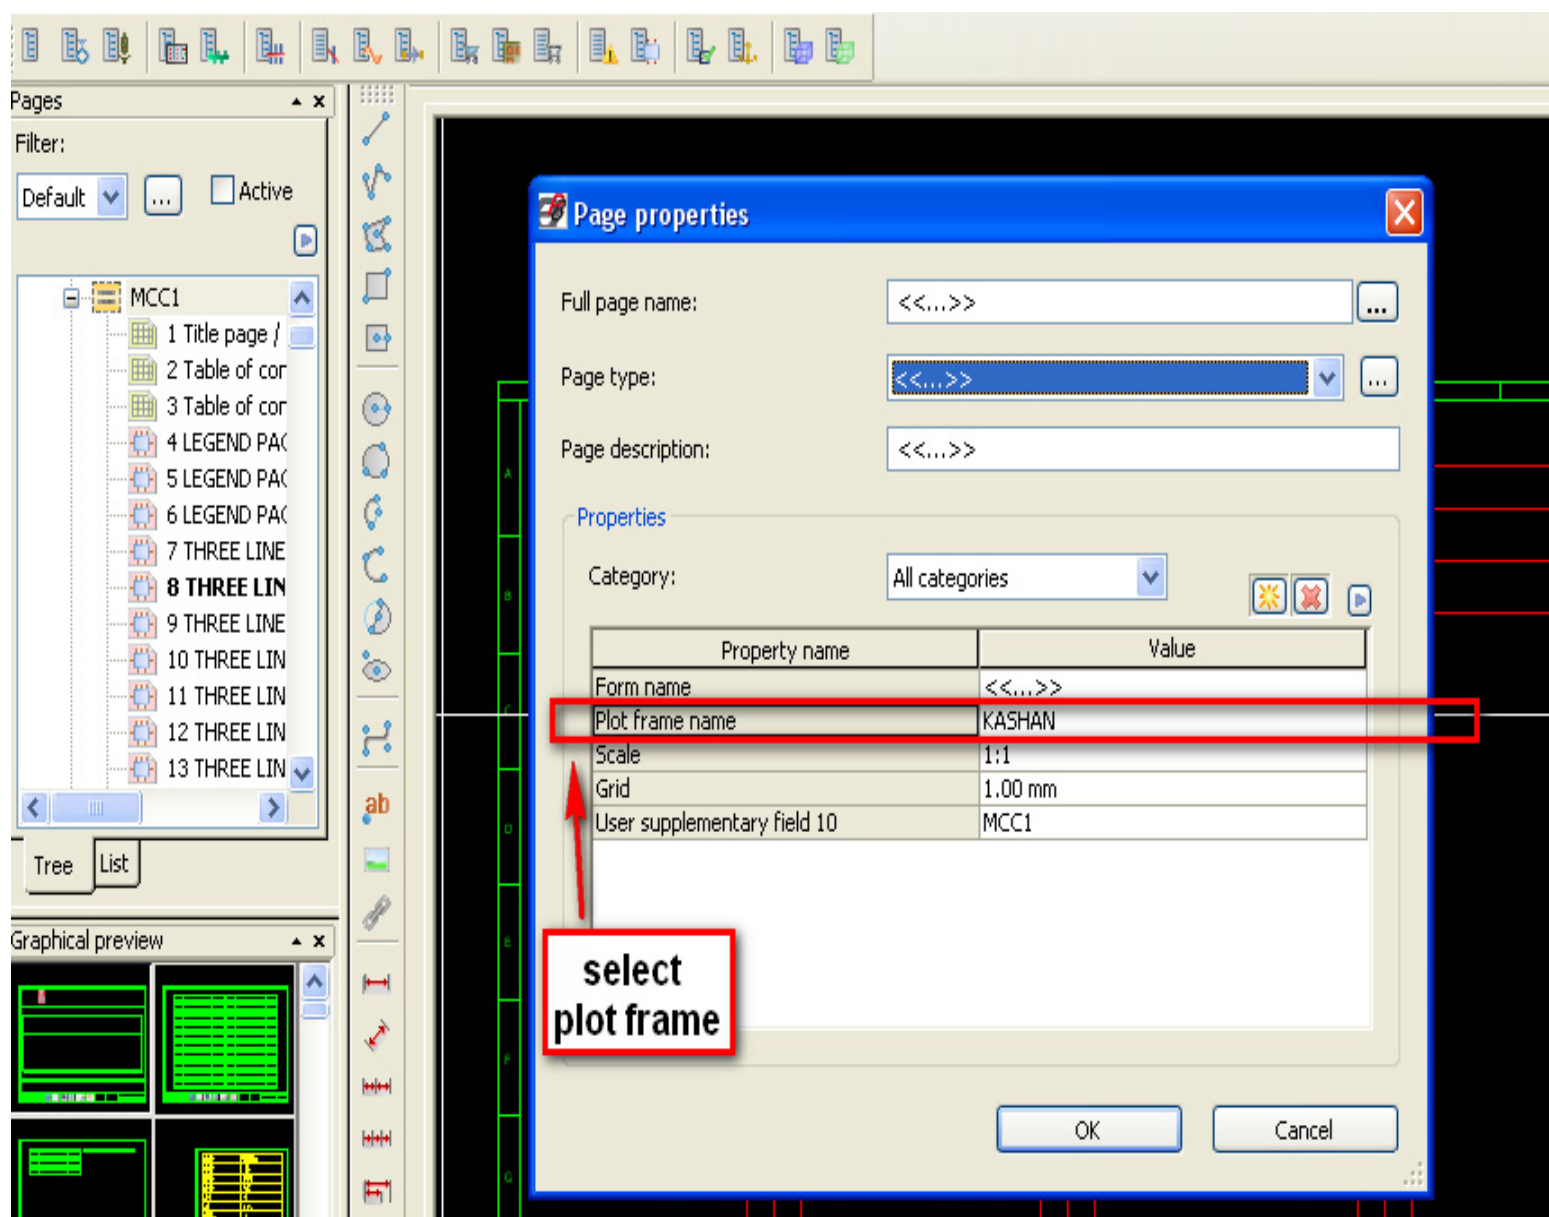 Pages
Filter:
Default
...
Active
MCC1
1 Title page /
2 Table of cor
3 Table of cor
4 LEGEND PAG
5 LEGEND PAG
6 LEGEND PAG
7 THREE LINE
8 THREE LIN
9 THREE LINE
10 THREE LIN
11 THREE LIN
12 THREE LIN
13 THREE LIN
Tree
List
Graphical preview
ab
A
B
C
D
E
F
G
Page properties
Full page name:
<<...>>
...
Page type:
<<...>>
...
Page description:
<<...>>
Properties
Category:
All categories
Property name Value
Form name <<...>>
Plot frame name KASHAN
Scale 1:1
Grid 1.00 mm
User supplementary field 10 MCC1
select
plot frame
OK
Cancel